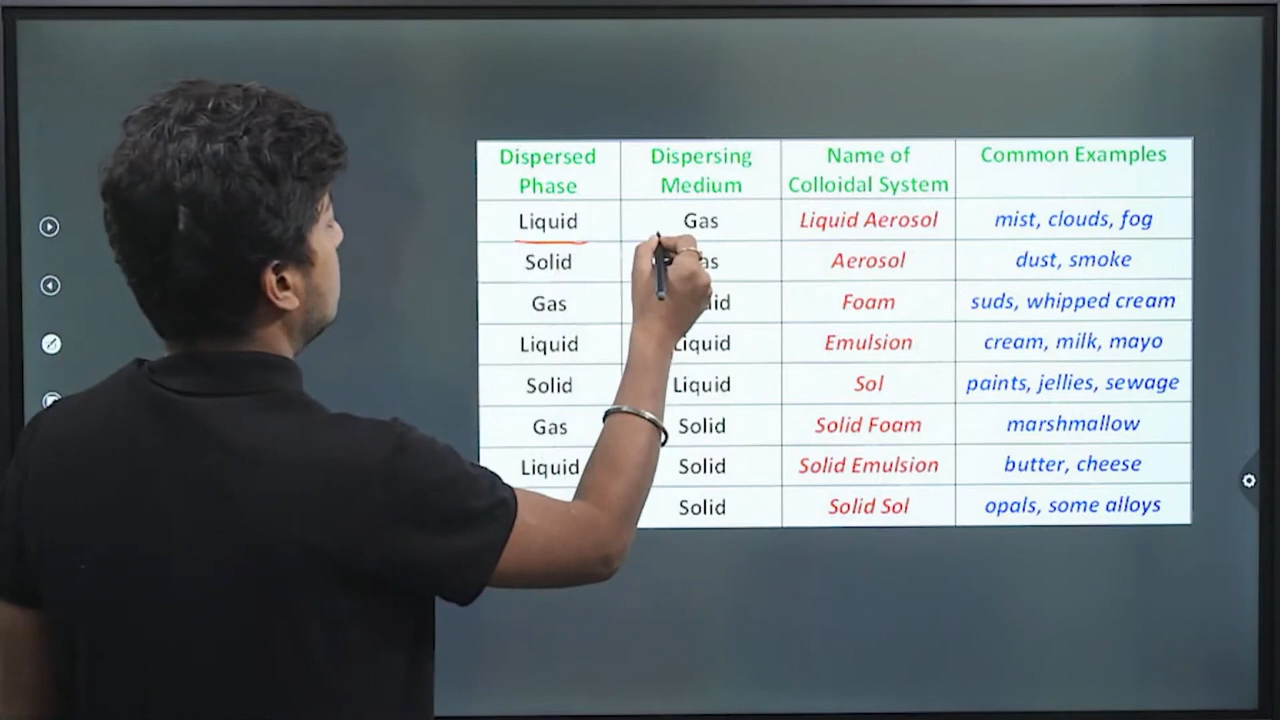 Dispersed Phase Dispersing Medium Name of Colloidal System Common Examples
Liquid Gas Liquid Aerosol mist, clouds, fog
Solid Aerosol dust, smoke
Gas Foam suds, whipped cream
Liquid Liquid Emulsion cream, milk, mayo
Solid Liquid Sol paints, jellies, sewage
Gas Solid Solid Foam marshmallow
Liquid Solid Solid Emulsion butter, cheese
Solid Solid Sol opals, some alloys